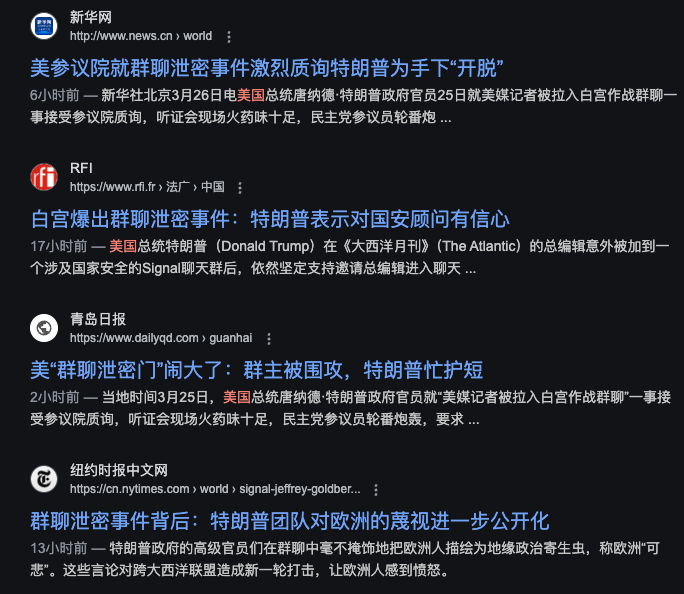 新华网
http://www.news.cn › world
美参议院就群聊泄密事件激烈质询特朗普为手下“开脱”
6小时前 — 新华社北京3月26日电美国总统唐纳德·特朗普政府官员25日就美媒记者被拉入白宫作战群聊一
事接受参议院质询，听证会现场火药味十足，民主党参议员轮番炮 ...
rfi
RFI
https://www.rfi.fr › 法广 › 中国
白宫爆出群聊泄密事件：特朗普表示对国安顾问有信心
17小时前 — 美国总统特朗普（Donald Trump）在《大西洋月刊》（The Atlantic）的总编辑意外被加到一
个涉及国家安全的Signal聊天群后，依然坚定支持邀请总编辑进入聊天 ...
青岛日报
https://www.dailyqd.com › guanhai
美“群聊泄密门”闹大了：群主被围攻，特朗普忙护短
2小时前 — 当地时间3月25日，美国总统唐纳德·特朗普政府官员就“美媒记者被拉入白宫作战群聊”一事接
受参议院质询，听证会现场火药味十足，民主党参议员轮番炮轰，要求 ...
纽约时报中文网
https://cn.nytimes.com › world › signal-jeffrey-goldber...
群聊泄密事件背后：特朗普团队对欧洲的蔑视进一步公开化
13小时前 — 特朗普政府的高级官员们在群聊中毫不掩饰地把欧洲人描绘为地缘政治寄生虫，称欧洲“可
悲”。这些言论对跨大西洋联盟造成新一轮打击，让欧洲人感到愤怒。